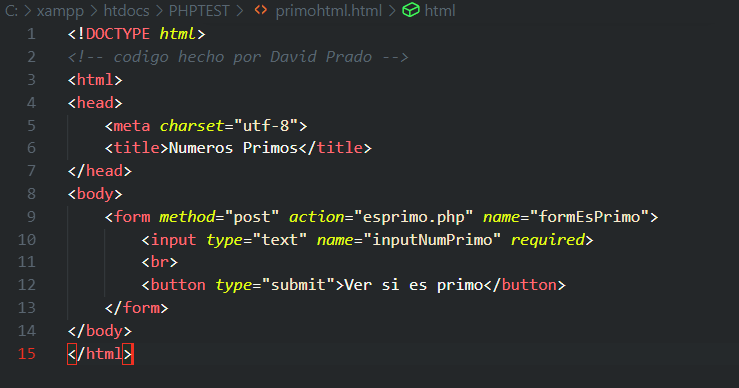 C: > xampp > htdocs > PHPTEST > <> primohtml.html > html
1 <!DOCTYPE html>
2 <!-- codigo hecho por David Prado -->
3 <html>
4 <head>
5 <meta charset="utf-8">
6 <title>Numeros Primos</title>
7 </head>
8 <body>
9 <form method="post" action="esprimo.php" name="formEsPrimo">
10 <input type="text" name="inputNumPrimo" required>
11 <br>
12 <button type="submit">Ver si es primo</button>
13 </form>
14 </body>
15 </html>